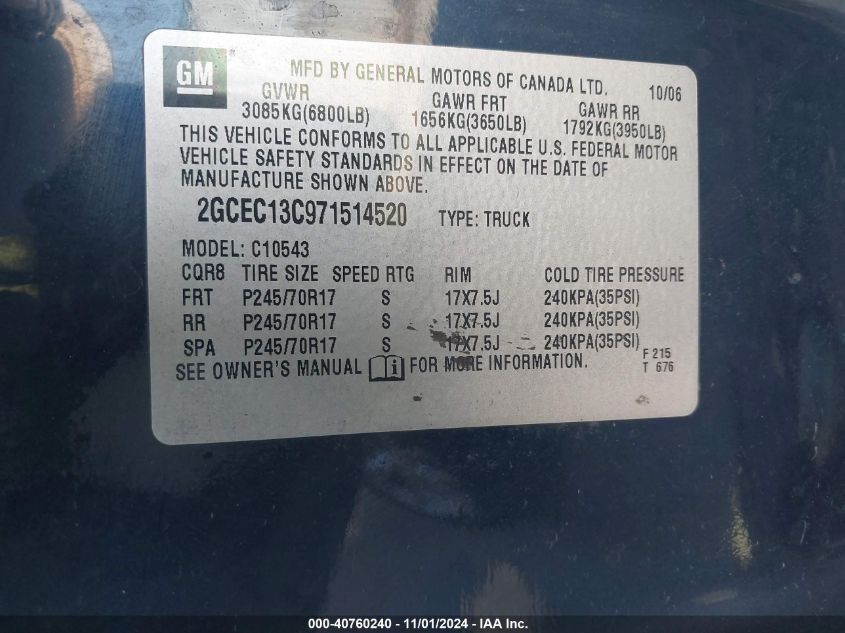 GM
MFD BY GENERAL MOTORS OF CANADA LTD. 10/06
GVWR GAWR FRT GAWR RR
3085KG(6800LB) 1656KG(3650LB) 1792KG(3950LB)
THIS VEHICLE CONFORMS TO ALL APPLICABLE U.S. FEDERAL MOTOR
VEHICLE SAFETY STANDARDS IN EFFECT ON THE DATE OF
MANUFACTURE SHOWN ABOVE.
2GCEC13C971514520 TYPE: TRUCK
MODEL: C10543
CQR8 TIRE SIZE SPEED RTG RIM COLD TIRE PRESSURE
FRT P245/70R17 S 17X7.5J 240KPA(35PSI)
RR P245/70R17 S 17X7.5J 240KPA(35PSI)
SPA P245/70R17 S 17X7.5J 240KPA(35PSI)
SEE OWNER'S MANUAL i FOR MORE INFORMATION.
F 215
T 676
000-40760240 - 11/01/2024 - IAA Inc.